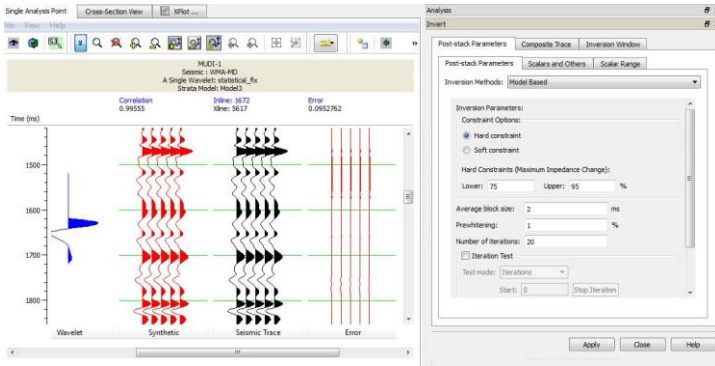 Single Analysis Point
Cross-Section View
XPlot ...
File View Help
MUDI-1
Seismic : WMA-MD
A Single Wavelet: statistical_fix
Strata Model: Model3
Correlation
0.99555
Inline: 1672
Xline: 5617
Error
0.0952762
Time (ms)
1500
1600
1700
1800
Wavelet
Synthetic
Seismic Trace
Error
Analysis
Invert
Post-stack Parameters
Composite Trace
Inversion Window
Post-stack Parameters
Scalars and Others
Scalar Range
Inversion Methods: Model Based
Inversion Parameters:
Constraint Options:
Hard constraint
Soft constraint
Hard Constraints (Maximum Impedance Change):
Lower: 75 Upper: 95 %
Average block size: 2 ms
Prewhitening: 1 %
Number of iterations: 20
Iteration Test
Test mode: Iterations
Start: 0 Stop Iteration
Apply
Close
Help